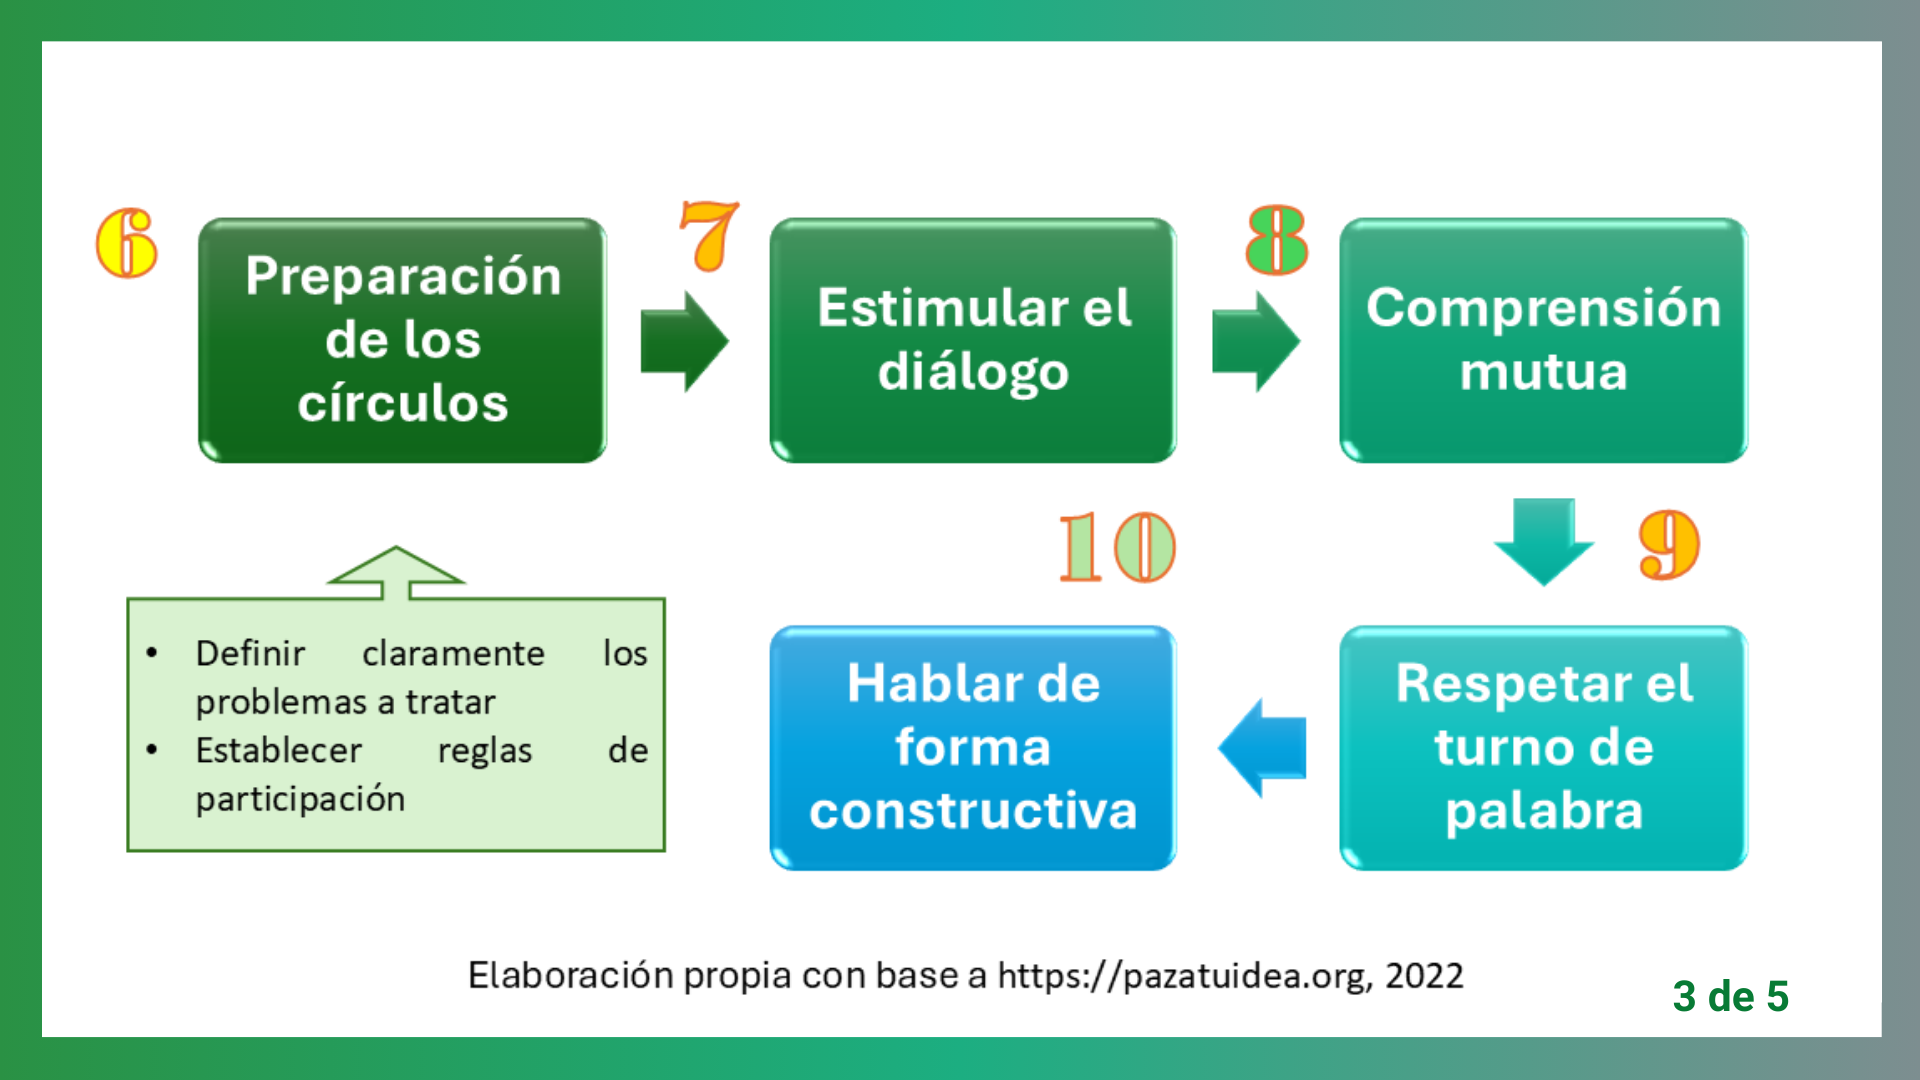 6
Preparación
de los
círculos
7
Estimular el
diálogo
8
Comprensión
mutua
9
Respetar el
turno de
palabra
10
Hablar de
forma
constructiva
• Definir claramente los
problemas a tratar
• Establecer reglas de
participación
Elaboración propia con base a https://pazatuidea.org, 2022
3 de 5